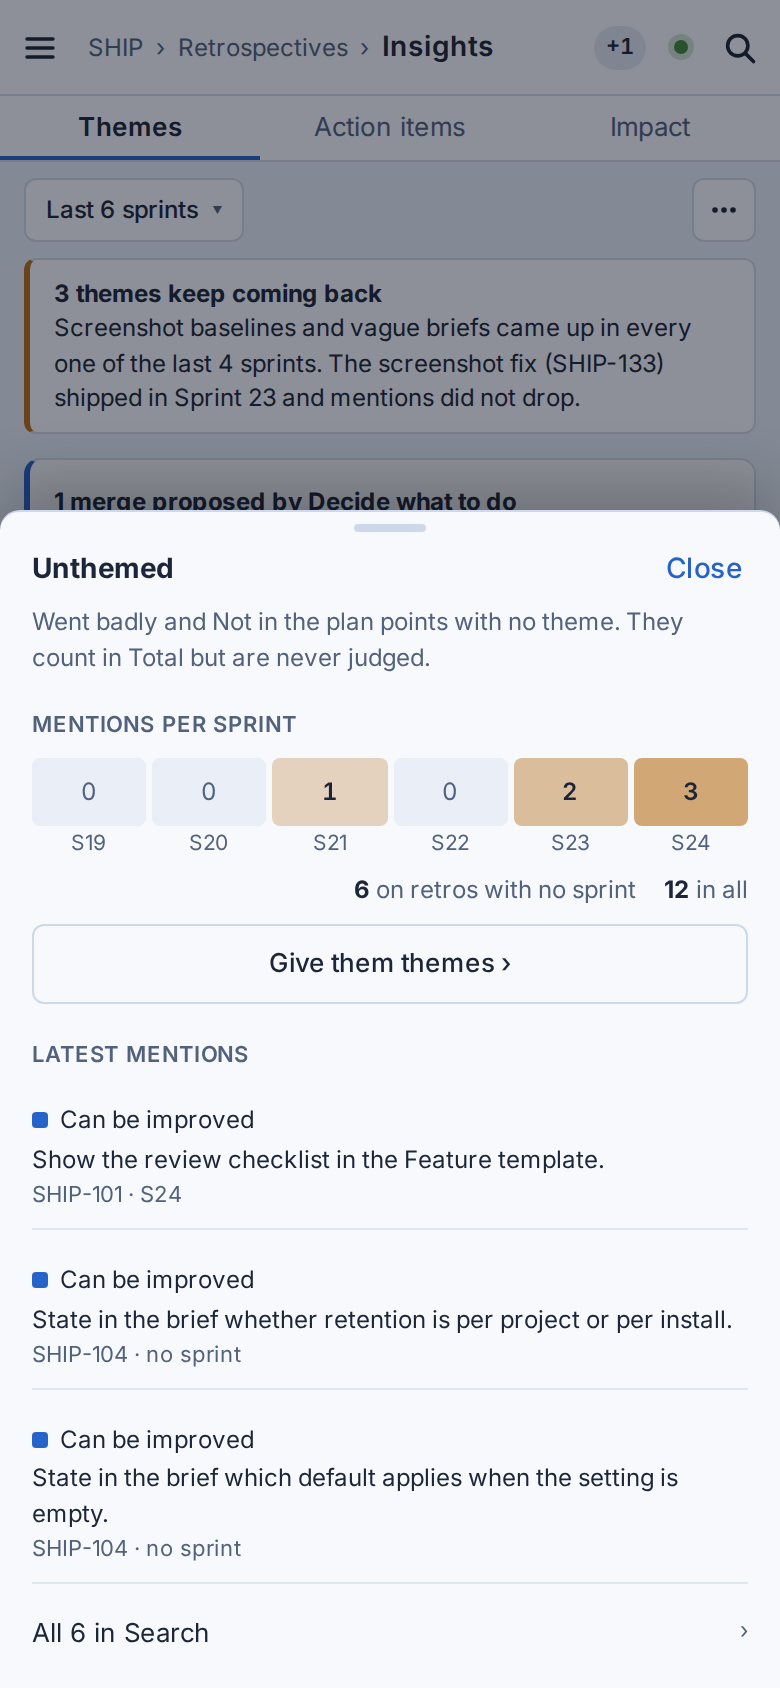 SHIP › Retrospectives › Insights +1
Themes Action items Impact
Last 6 sprints ▾ •••
3 themes keep coming back
Screenshot baselines and vague briefs came up in every
one of the last 4 sprints. The screenshot fix (SHIP-133)
shipped in Sprint 23 and mentions did not drop.
1 merge proposed by Decide what to do
Unthemed Close
Went badly and Not in the plan points with no theme. They
count in Total but are never judged.
MENTIONS PER SPRINT
0 0 1 0 2 3
S19 S20 S21 S22 S23 S24
6 on retros with no sprint 12 in all
Give them themes ›
LATEST MENTIONS
Can be improved
Show the review checklist in the Feature template.
SHIP-101 · S24
Can be improved
State in the brief whether retention is per project or per install.
SHIP-104 · no sprint
Can be improved
State in the brief which default applies when the setting is
empty.
SHIP-104 · no sprint
All 6 in Search ›